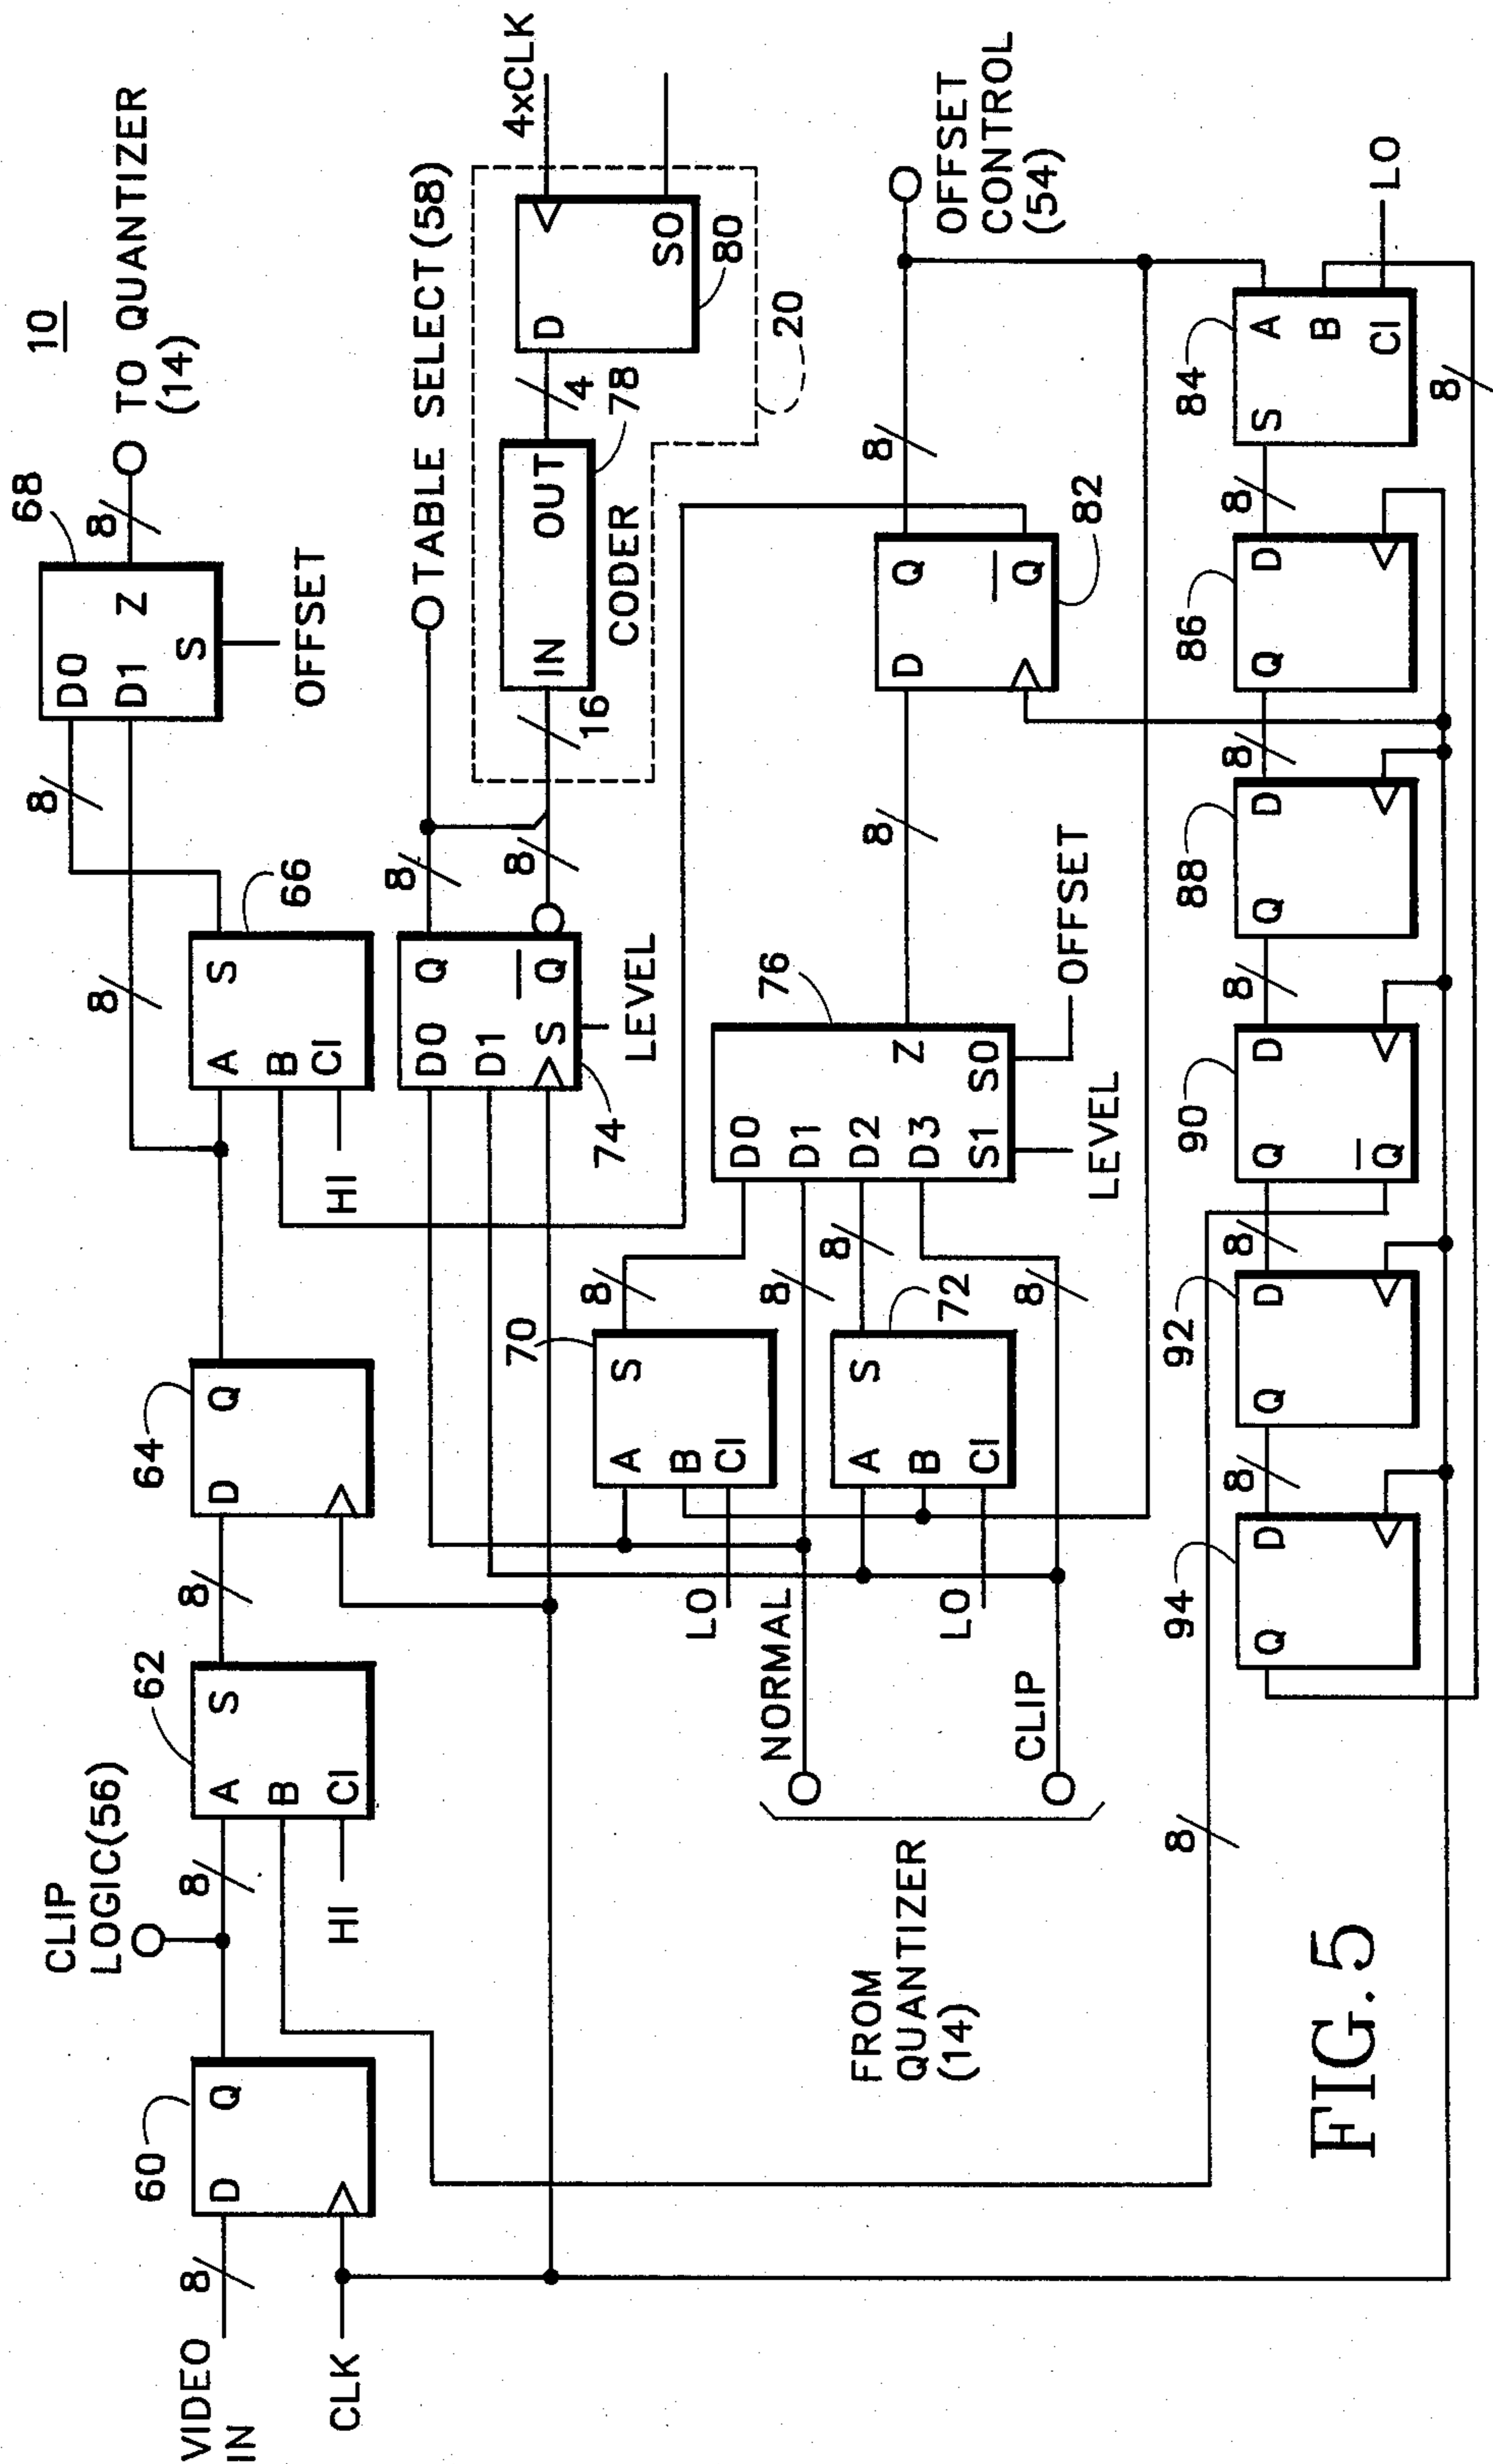 10
VIDEO
IN
8
CLK
60
D
Q
CLIP
LOGIC(56)
8
HI
62
A
B
CI
S
8
64
D
Q
HI
8
66
A
B
CI
S
8
68
D0
D1
Z
S
OFFSET
8
TO QUANTIZER
(14)
74
D0
D1
S
Q
Q
LEVEL
8
8
TABLE SELECT(58)
16
IN
OUT
78
CODER
4
D
SO
80
20
4xCLK
FROM
QUANTIZER
(14)
NORMAL
CLIP
LO
LO
70
A
B
CI
S
8
8
72
A
B
CI
S
8
8
76
D0
D1
D2
D3
S1
S0
Z
LEVEL
OFFSET
8
82
D
Q
Q
8
OFFSET
CONTROL
(54)
8
94
Q
D
8
92
Q
D
8
90
Q
Q
D
8
88
Q
D
8
86
Q
D
8
84
S
A
B
CI
LO
8
FIG. 5